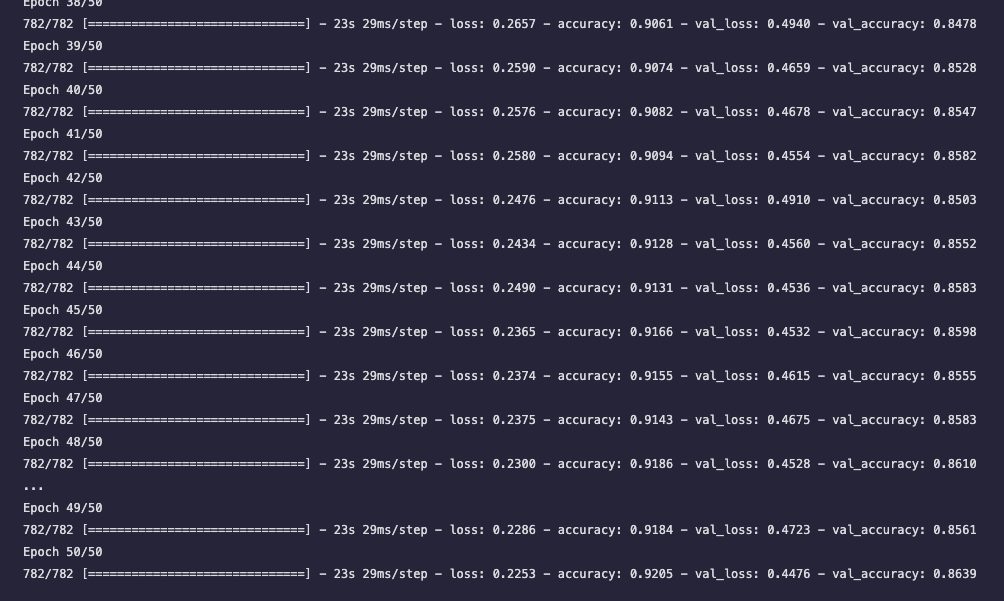 Epoch 38/50
782/782 [==============================] - 23s 29ms/step - loss: 0.2657 - accuracy: 0.9061 - val_loss: 0.4940 - val_accuracy: 0.8478
Epoch 39/50
782/782 [==============================] - 23s 29ms/step - loss: 0.2590 - accuracy: 0.9074 - val_loss: 0.4659 - val_accuracy: 0.8528
Epoch 40/50
782/782 [==============================] - 23s 29ms/step - loss: 0.2576 - accuracy: 0.9082 - val_loss: 0.4678 - val_accuracy: 0.8547
Epoch 41/50
782/782 [==============================] - 23s 29ms/step - loss: 0.2580 - accuracy: 0.9094 - val_loss: 0.4554 - val_accuracy: 0.8582
Epoch 42/50
782/782 [==============================] - 23s 29ms/step - loss: 0.2476 - accuracy: 0.9113 - val_loss: 0.4910 - val_accuracy: 0.8503
Epoch 43/50
782/782 [==============================] - 23s 29ms/step - loss: 0.2434 - accuracy: 0.9128 - val_loss: 0.4560 - val_accuracy: 0.8552
Epoch 44/50
782/782 [==============================] - 23s 29ms/step - loss: 0.2490 - accuracy: 0.9131 - val_loss: 0.4536 - val_accuracy: 0.8583
Epoch 45/50
782/782 [==============================] - 23s 29ms/step - loss: 0.2365 - accuracy: 0.9166 - val_loss: 0.4532 - val_accuracy: 0.8598
Epoch 46/50
782/782 [==============================] - 23s 29ms/step - loss: 0.2374 - accuracy: 0.9155 - val_loss: 0.4615 - val_accuracy: 0.8555
Epoch 47/50
782/782 [==============================] - 23s 29ms/step - loss: 0.2375 - accuracy: 0.9143 - val_loss: 0.4675 - val_accuracy: 0.8583
Epoch 48/50
782/782 [==============================] - 23s 29ms/step - loss: 0.2300 - accuracy: 0.9186 - val_loss: 0.4528 - val_accuracy: 0.8610
...
Epoch 49/50
782/782 [==============================] - 23s 29ms/step - loss: 0.2286 - accuracy: 0.9184 - val_loss: 0.4723 - val_accuracy: 0.8561
Epoch 50/50
782/782 [==============================] - 23s 29ms/step - loss: 0.2253 - accuracy: 0.9205 - val_loss: 0.4476 - val_accuracy: 0.8639